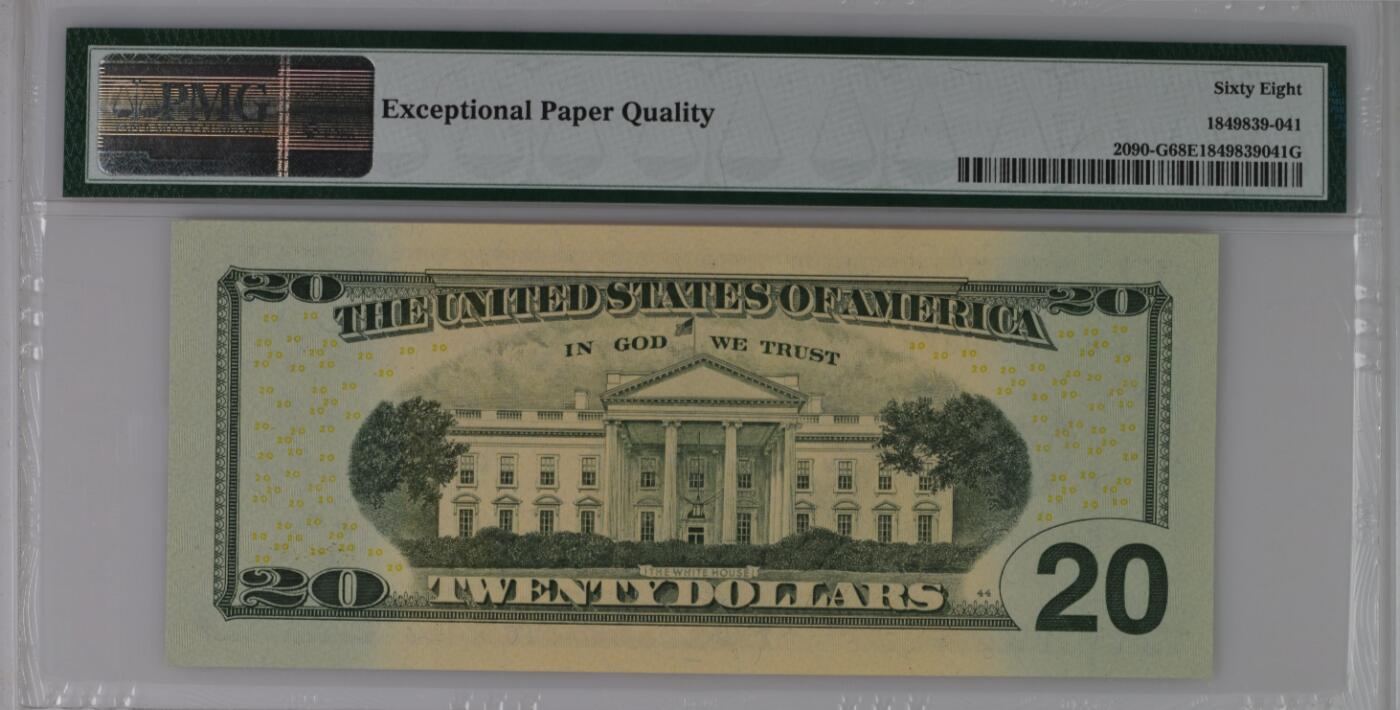 PMG
Exceptional Paper Quality
Sixty Eight
1849839-041
2090-G68E1849839041G
20
20
THE UNITED STATES OF AMERICA
IN GOD WE TRUST
THE WHITE HOUSE
20
TWENTY DOLLARS
44
20